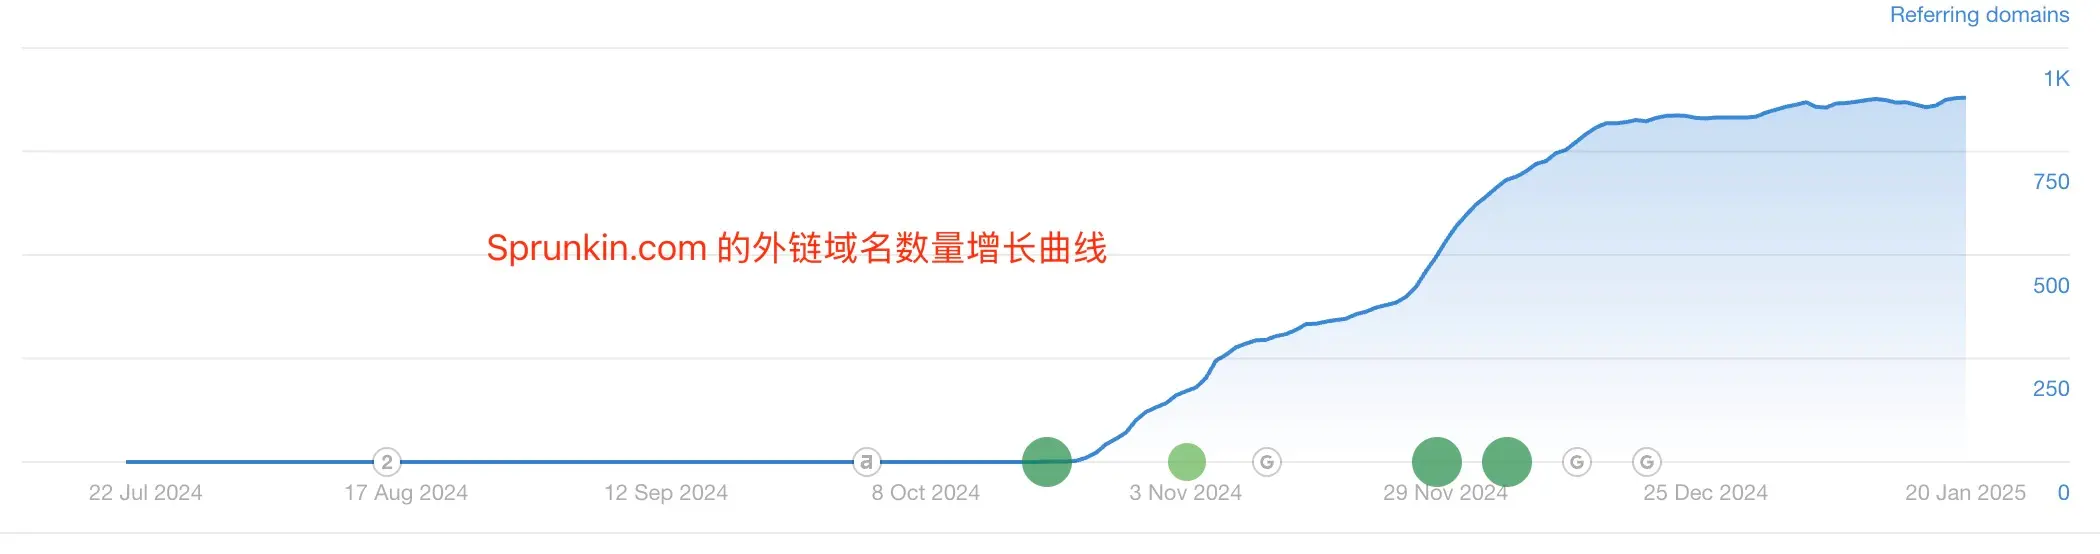 Referring domains
1K
750
Sprunkin.com 的外链域名数量增长曲线
500
250
2 a G G G
22 Jul 2024 17 Aug 2024 12 Sep 2024 8 Oct 2024 3 Nov 2024 29 Nov 2024 25 Dec 2024 20 Jan 2025 0